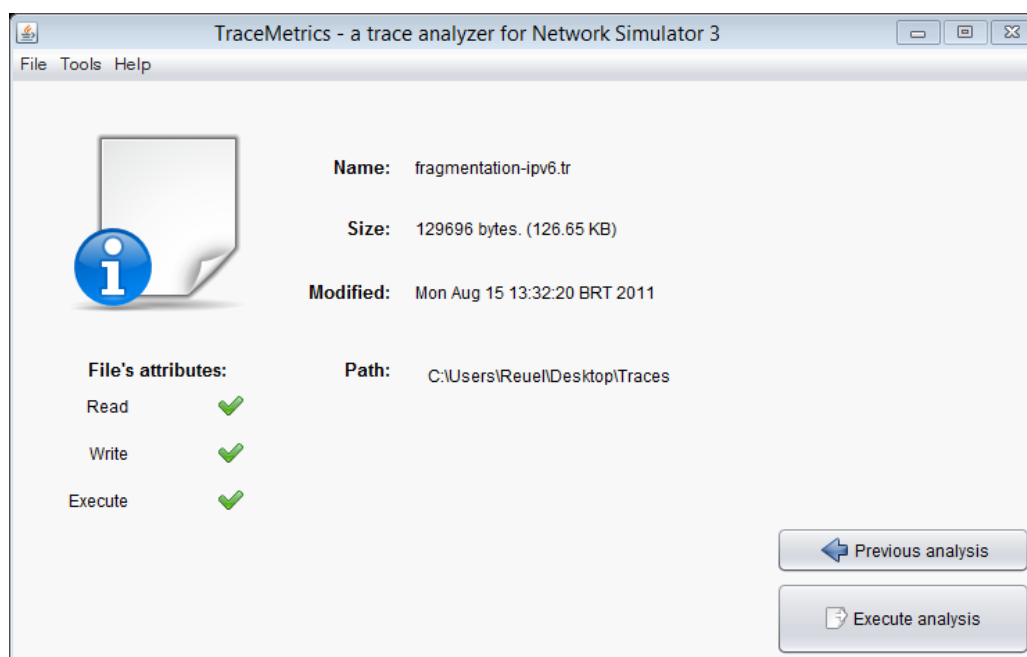 TraceMetrics - a trace analyzer for Network Simulator 3
File Tools Help
Name: fragmentation-ipv6.tr
Size: 129696 bytes. (126.65 KB)
Modified: Mon Aug 15 13:32:20 BRT 2011
File's attributes:
Path: C:\Users\Reuel\Desktop\Traces
Read
Write
Execute
Previous analysis
Execute analysis